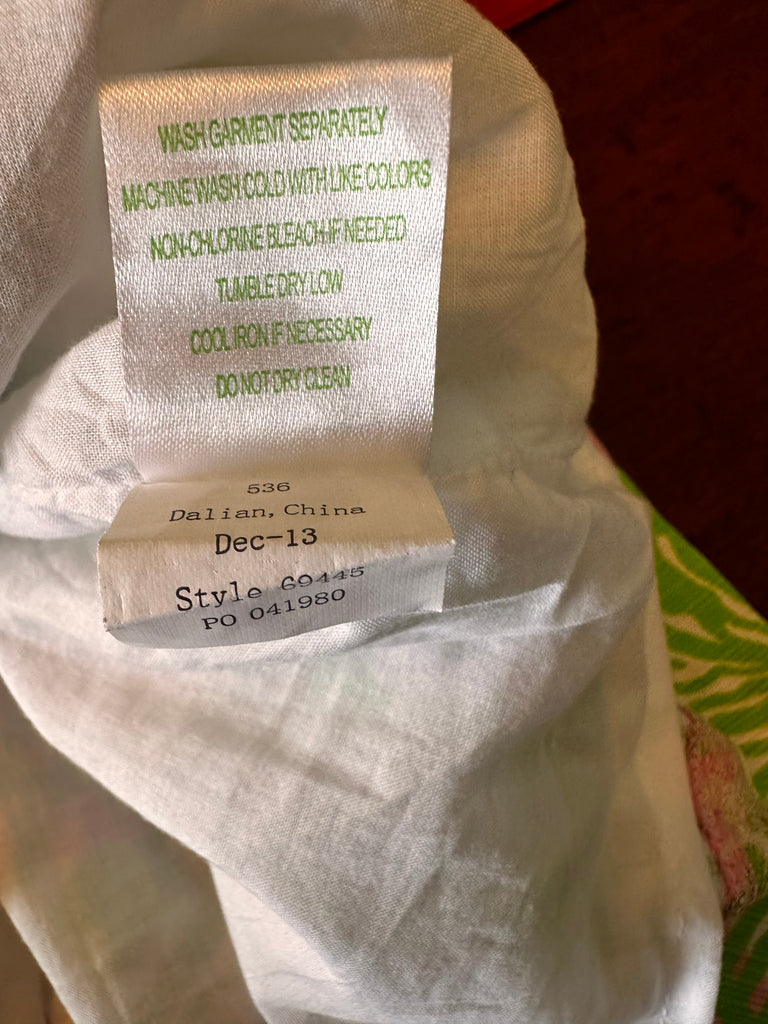 WASH GARMENT SEPARATELY
MACHINE WASH COLD WITH LIKE COLORS
NON-CHLORINE BLEACH IF NEEDED
TUMBLE DRY LOW
COOL IRON IF NECESSARY
DO NOT DRY CLEAN
536
Dalian, China
Dec-13
Style 69445
PO 041980